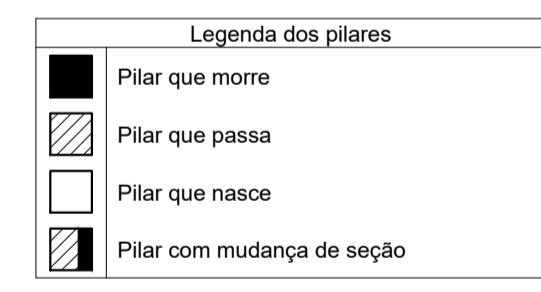 Legenda dos pilares
Pilar que morre
Pilar que passa
Pilar que nasce
Pilar com mudança de seção